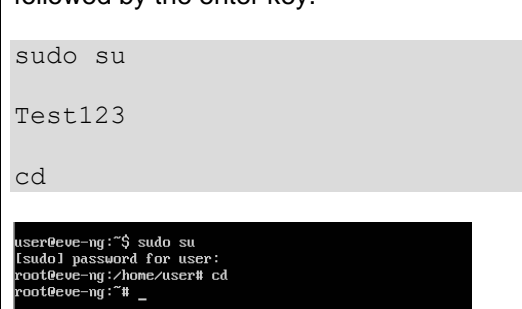 followed by the enter key.
sudo su
Test123
cd
user@eve-ng:~$ sudo su
[sudo] password for user:
root@eve-ng:/home/user# cd
root@eve-ng:~# _